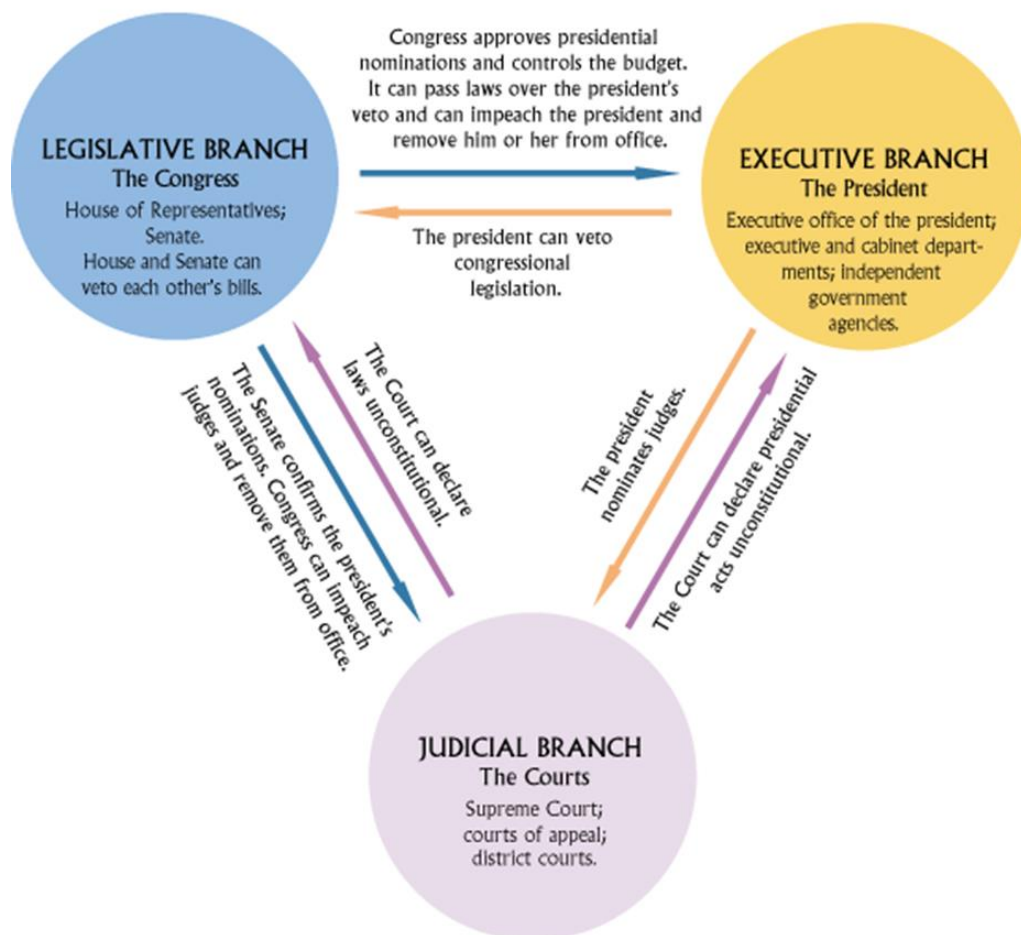 Congress approves presidential
nominations and controls the budget.
It can pass laws over the president's
veto and can impeach the president and
remove him or her from office.
LEGISLATIVE BRANCH
The Congress
House of Representatives;
Senate.
House and Senate can
veto each other's bills.
EXECUTIVE BRANCH
The President
Executive office of the president;
executive and cabinet depart-
ments; independent
government
agencies.
The president can veto
congressional
legislation.
The Senate confirms the president's
nominations. Congress can impeach
judges and remove them from office.
The Court can declare
laws unconstitutional.
The president
nominates judges.
The Court can declare presidential
acts unconstitutional.
JUDICIAL BRANCH
The Courts
Supreme Court;
courts of appeal;
district courts.